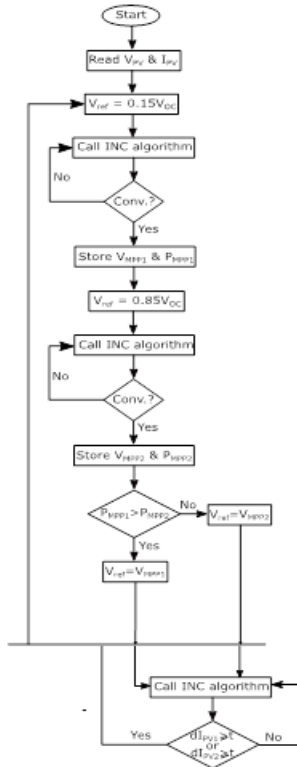 Start
Read V_PV & I_PV
V_ref = 0.15V_OC
Call INC algorithm
No
Conv.?
Yes
Store V_MPP1 & P_MPP1
V_ref = 0.85V_OC
Call INC algorithm
No
Conv.?
Yes
Store V_MPP2 & P_MPP2
P_MPP1>P_MPP2
No
V_ref=V_MPP2
Yes
V_ref=V_MPP1
Call INC algorithm
Yes
dI_PV1⩾t
or
dI_PV2⩾t
No